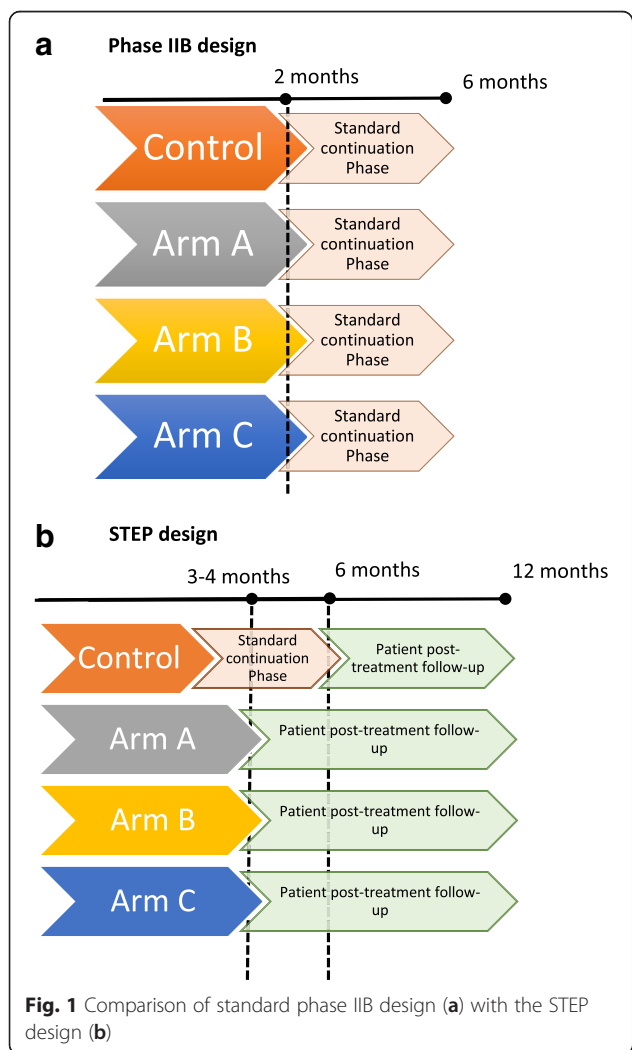 a
Phase IIB design
2 months
6 months
Control
Standard
continuation
Phase
Arm A
Standard
continuation
Phase
Arm B
Standard
continuation
Phase
Arm C
Standard
continuation
Phase
b
STEP design
3-4 months
6 months
12 months
Control
Standard
continuation
Phase
Patient post-
treatment follow-up
Arm A
Patient post-treatment follow-
up
Arm B
Patient post-treatment follow-
up
Arm C
Patient post-treatment follow-
up
Fig. 1 Comparison of standard phase IIB design (a) with the STEP
design (b)